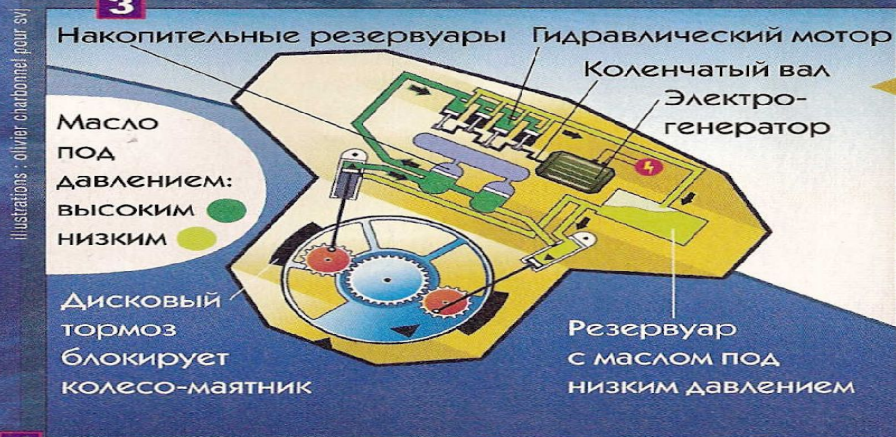 3
illustrations : olivier charbonnel pour svj
Накопительные резервуары
Гидравлический мотор
Коленчатый вал
Электро-
генератор
Масло
под
давлением:
высоким
низким
Дисковый
тормоз
блокирует
колесо-маятник
Резервуар
с маслом под
низким давлением